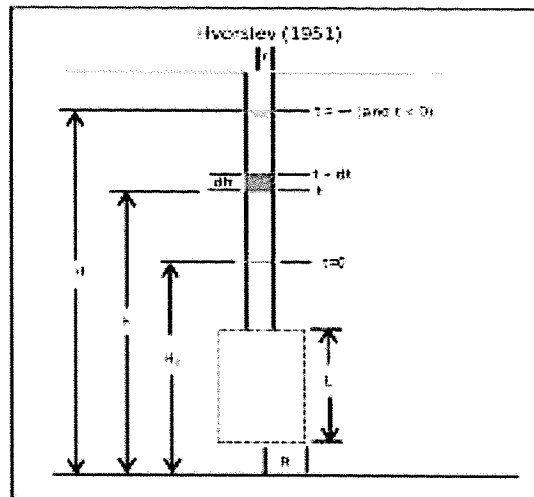 Hvorslev (1951)
r
t = ∞ (and t < 0)
t + dt
dh
t
H
h
t=0
H₀
L
R